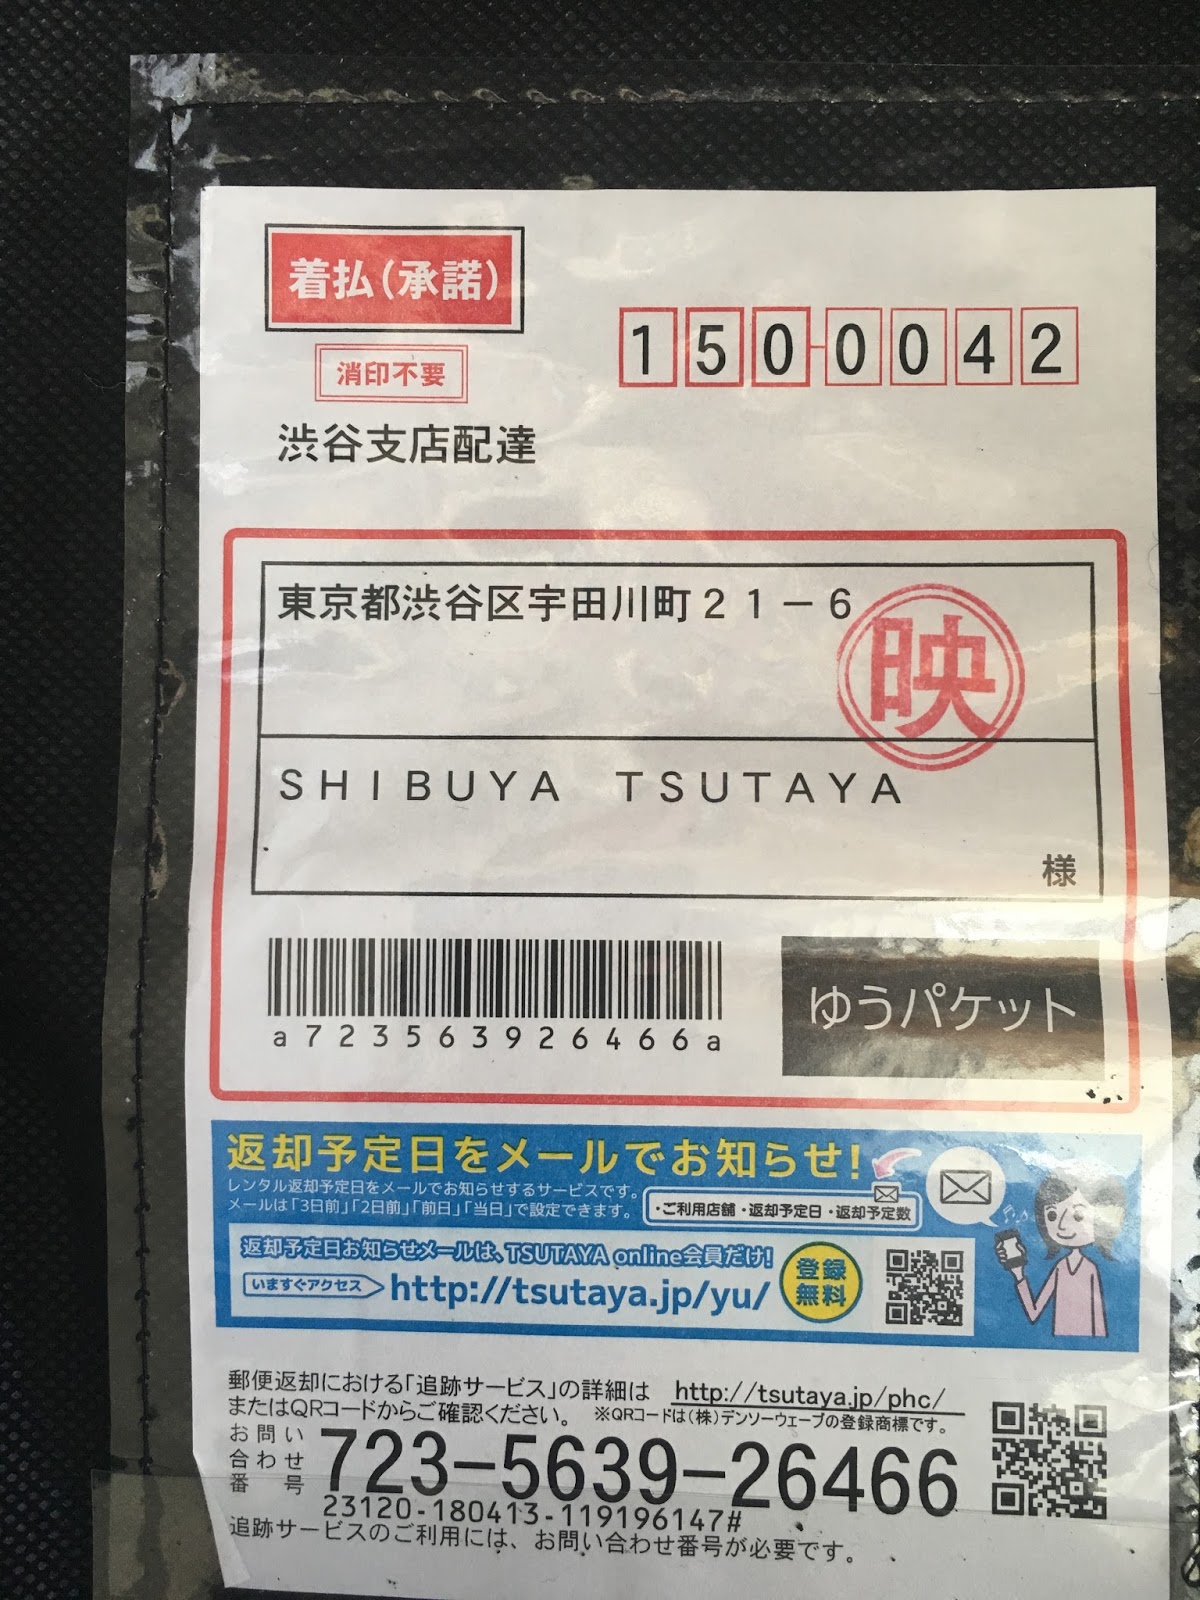 着払(承諾)
消印不要
150-0042
渋谷支店配達
東京都渋谷区宇田川町21-6
映
SHIBUYA TSUTAYA
様
a723563926466a
ゆうパケット
返却予定日をメールでお知らせ!
レンタル返却予定日をメールでお知らせするサービスです。
メールは「3日前」「2日前」「前日」「当日」で設定できます。
・ご利用店舗・返却予定日・返却予定数
返却予定日お知らせメールは、TSUTAYA online会員だけ!
いますぐアクセス
http://tsutaya.jp/yu/
登録
無料
郵便返却における「追跡サービス」の詳細は http://tsutaya.jp/phc/
またはQRコードからご確認ください。 ※QRコードは(株)デンソーウェーブの登録商標です。
お問い
合わせ
番号
723-5639-26466
23120-180413-119196147#
追跡サービスのご利用には、お問い合わせ番号が必要です。